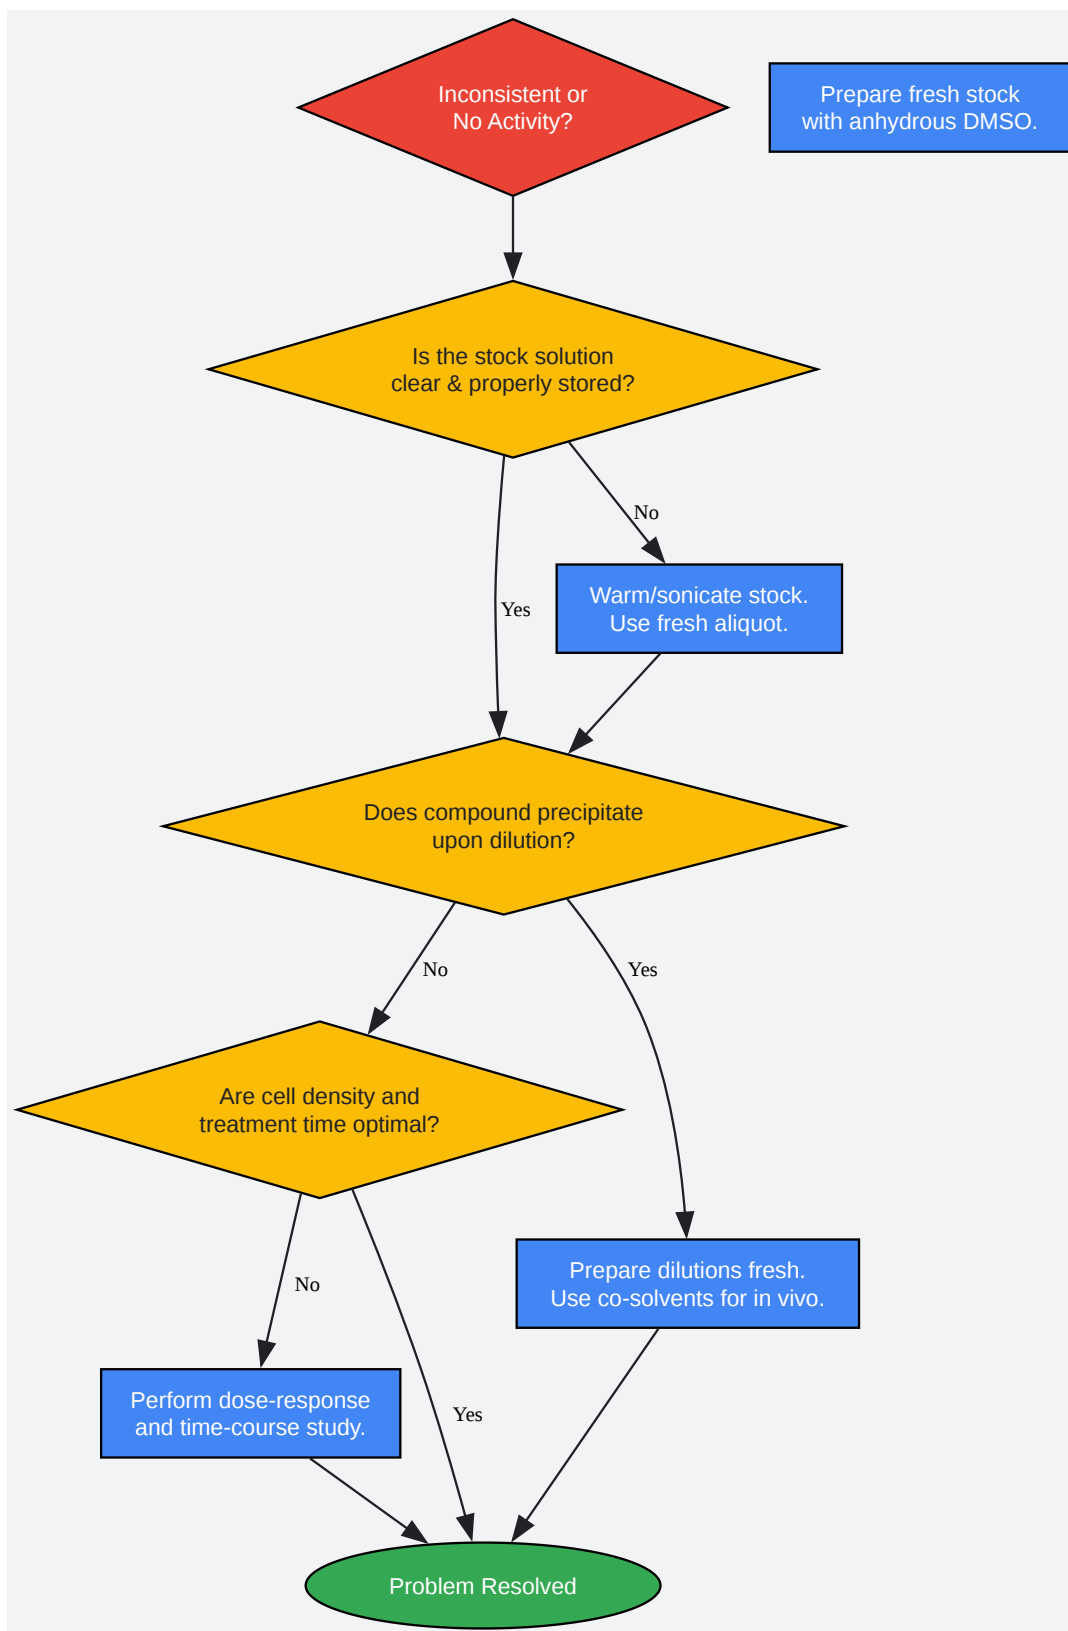 Inconsistent or
No Activity?
Prepare fresh stock
with anhydrous DMSO.
Is the stock solution
clear & properly stored?
No
Yes
Warm/sonicate stock.
Use fresh aliquot.
Does compound precipitate
upon dilution?
No
Yes
Are cell density and
treatment time optimal?
No
Prepare dilutions fresh.
Use co-solvents for in vivo.
Perform dose-response
and time-course study.
Yes
Problem Resolved